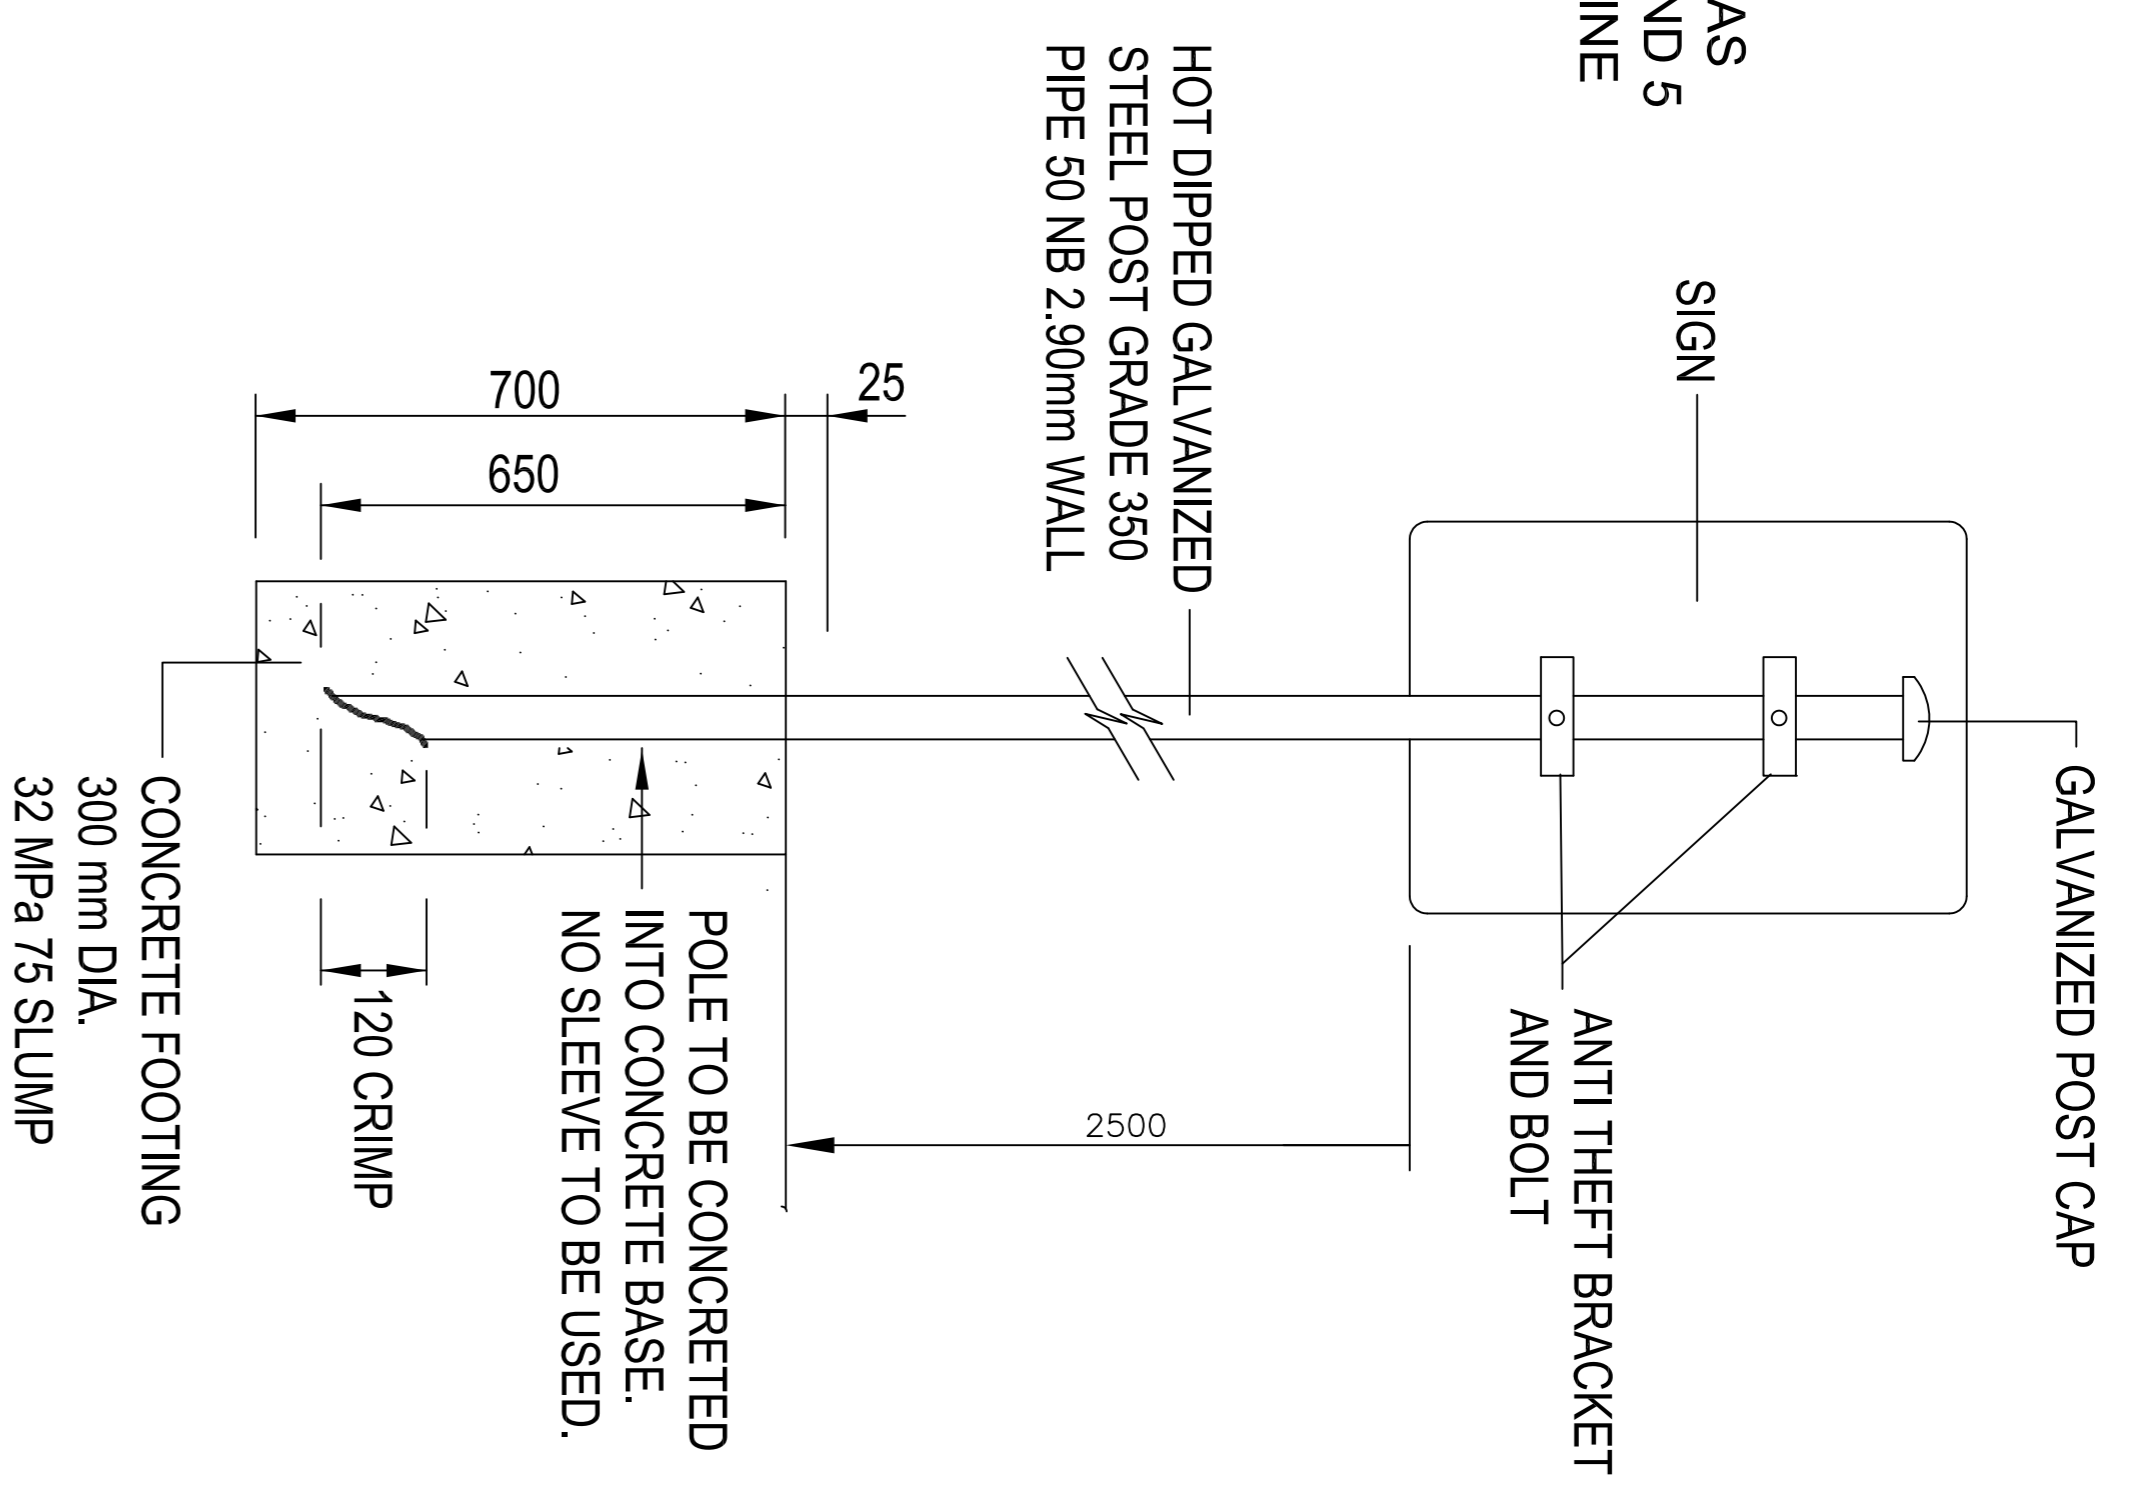 AS
ND 5
INE
GALVANIZED POST CAP
SIGN
ANTI THEFT BRACKET
AND BOLT
HOT DIPPED GALVANIZED
STEEL POST GRADE 350
PIPE 50 NB 2.90mm WALL
2500
25
700
650
POLE TO BE CONCRETED
INTO CONCRETE BASE.
NO SLEEVE TO BE USED.
120 CRIMP
CONCRETE FOOTING
300 mm DIA.
32 MPa 75 SLUMP